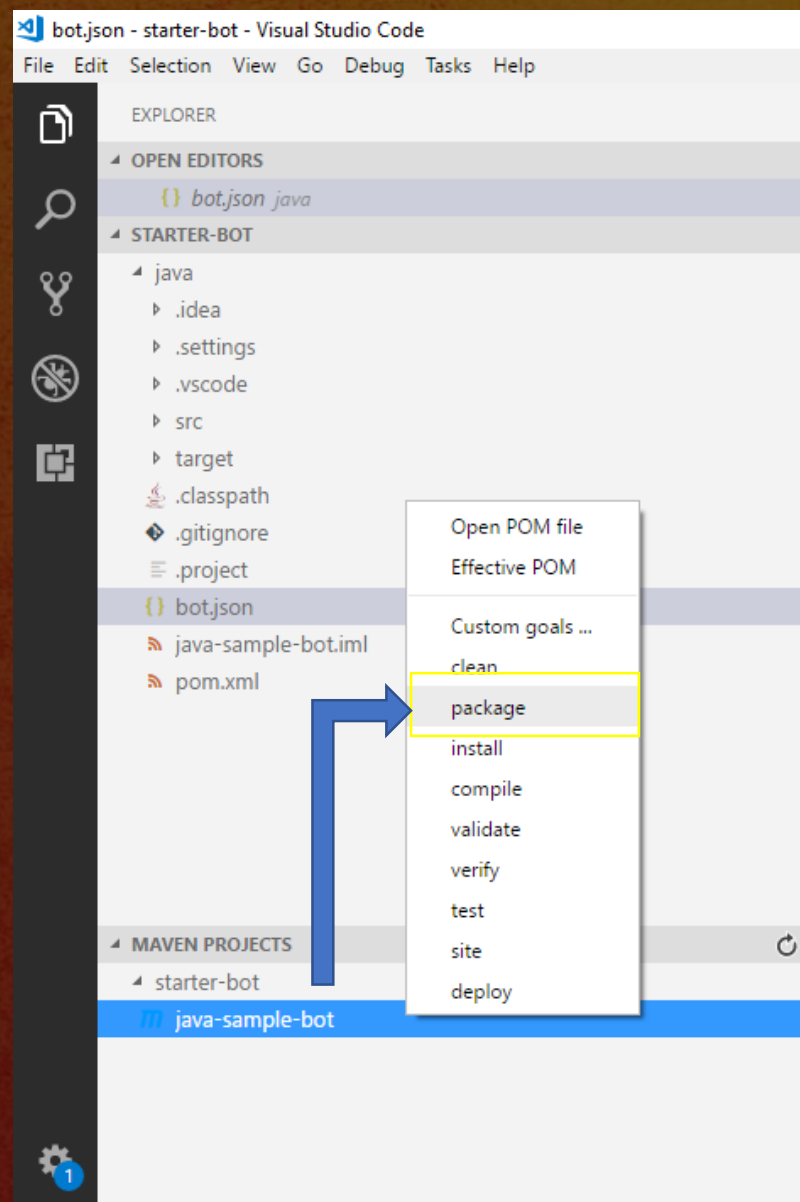 bot.json - starter-bot - Visual Studio Code
File Edit Selection View Go Debug Tasks Help
EXPLORER
OPEN EDITORS
{} bot.json java
STARTER-BOT
java
.idea
.settings
.vscode
src
target
.classpath
.gitignore
.project
{} bot.json
java-sample-bot.iml
pom.xml
Open POM file
Effective POM
Custom goals ...
clean
package
install
compile
validate
verify
test
site
deploy
MAVEN PROJECTS
starter-bot
m java-sample-bot
1